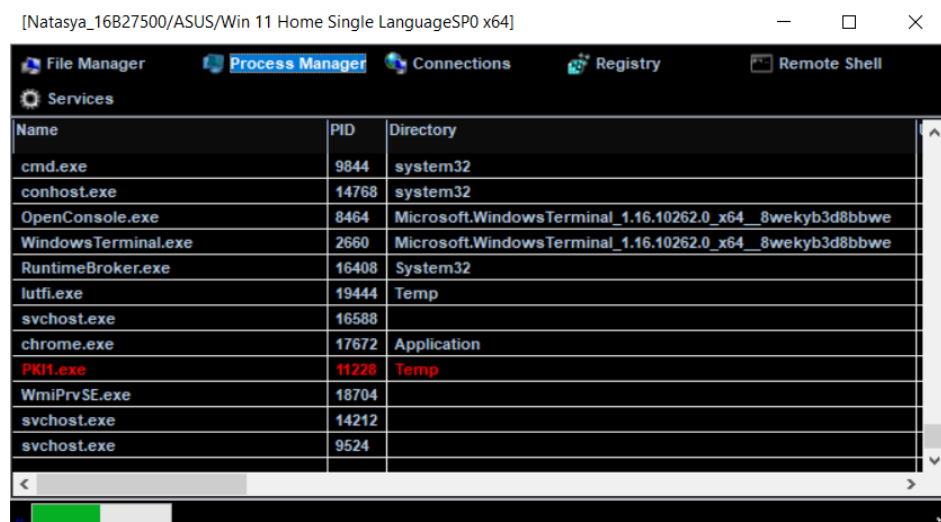 [Natasya_16B27500/ASUS/Win 11 Home Single LanguageSP0 x64]
File Manager Process Manager Connections Registry Remote Shell
Services
Name PID Directory
cmd.exe 9844 system32
conhost.exe 14768 system32
OpenConsole.exe 8464 Microsoft.WindowsTerminal_1.16.10262.0_x64__8wekyb3d8bbwe
WindowsTerminal.exe 2660 Microsoft.WindowsTerminal_1.16.10262.0_x64__8wekyb3d8bbwe
RuntimeBroker.exe 16408 System32
lutfi.exe 19444 Temp
svchost.exe 16588
chrome.exe 17672 Application
PKI1.exe 11228 Temp
WmiPrvSE.exe 18704
svchost.exe 14212
svchost.exe 9524